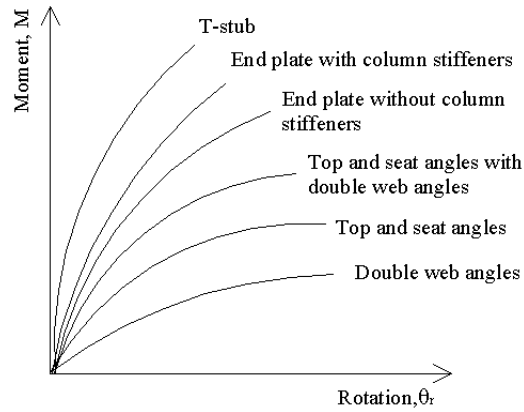 Moment, M
T-stub
End plate with column stiffeners
End plate without column
stiffeners
Top and seat angles with
double web angles
Top and seat angles
Double web angles
Rotation,θr